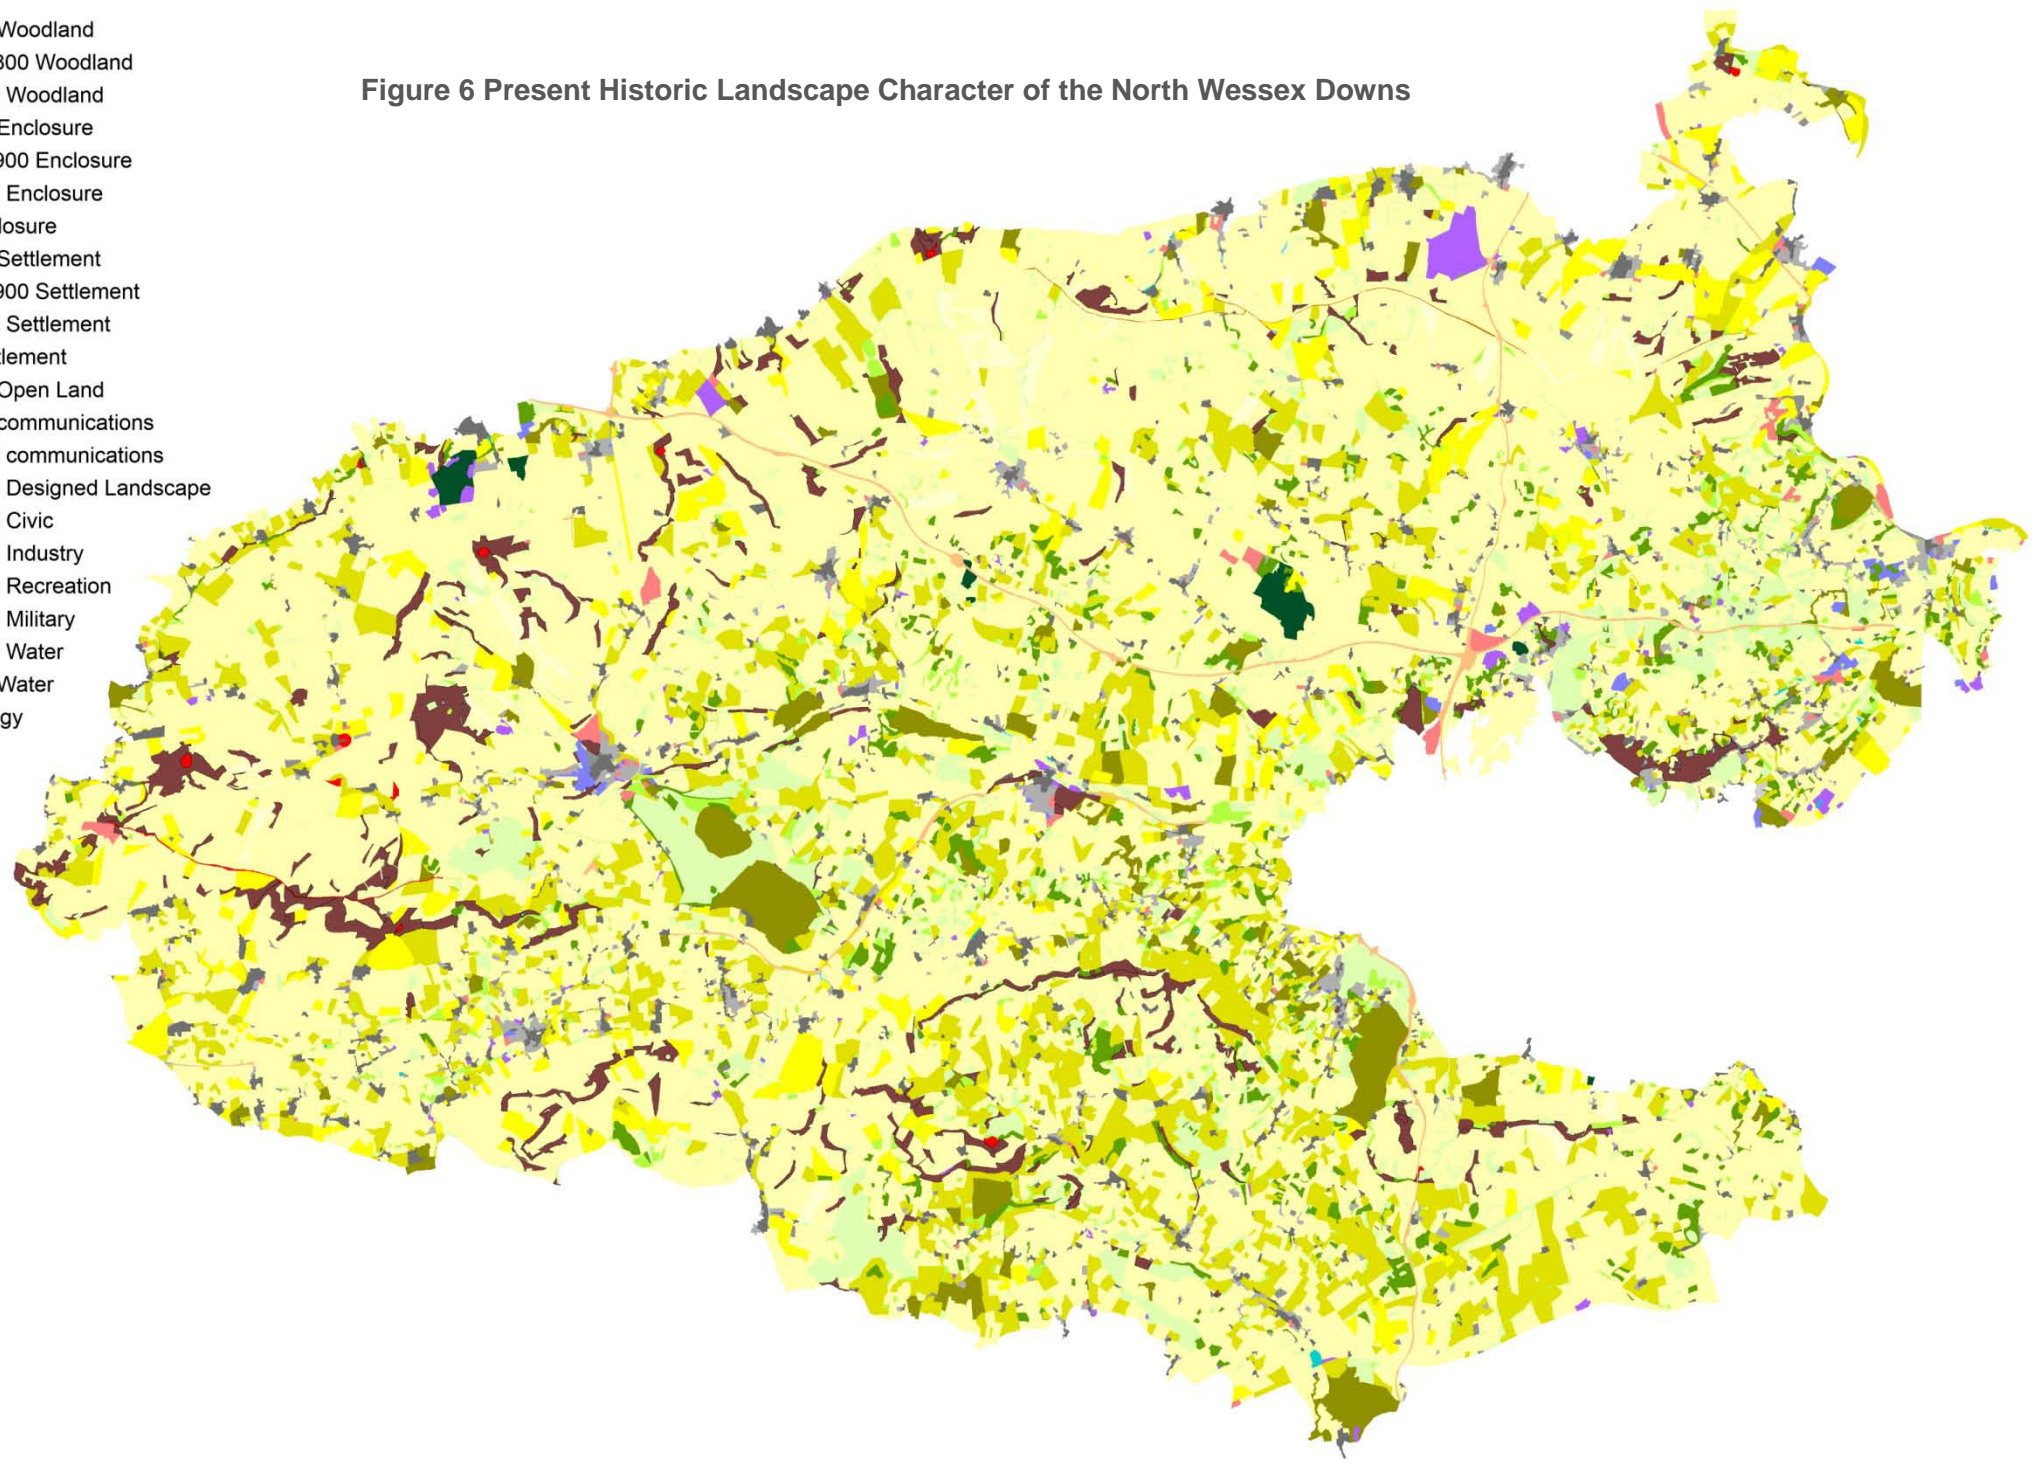 Woodland
300 Woodland
Woodland
Figure 6 Present Historic Landscape Character of the North Wessex Downs
Enclosure
900 Enclosure
Enclosure
losure
Settlement
900 Settlement
Settlement
tlement
Open Land
communications
communications
Designed Landscape
Civic
Industry
Recreation
Military
Water
Water
gy